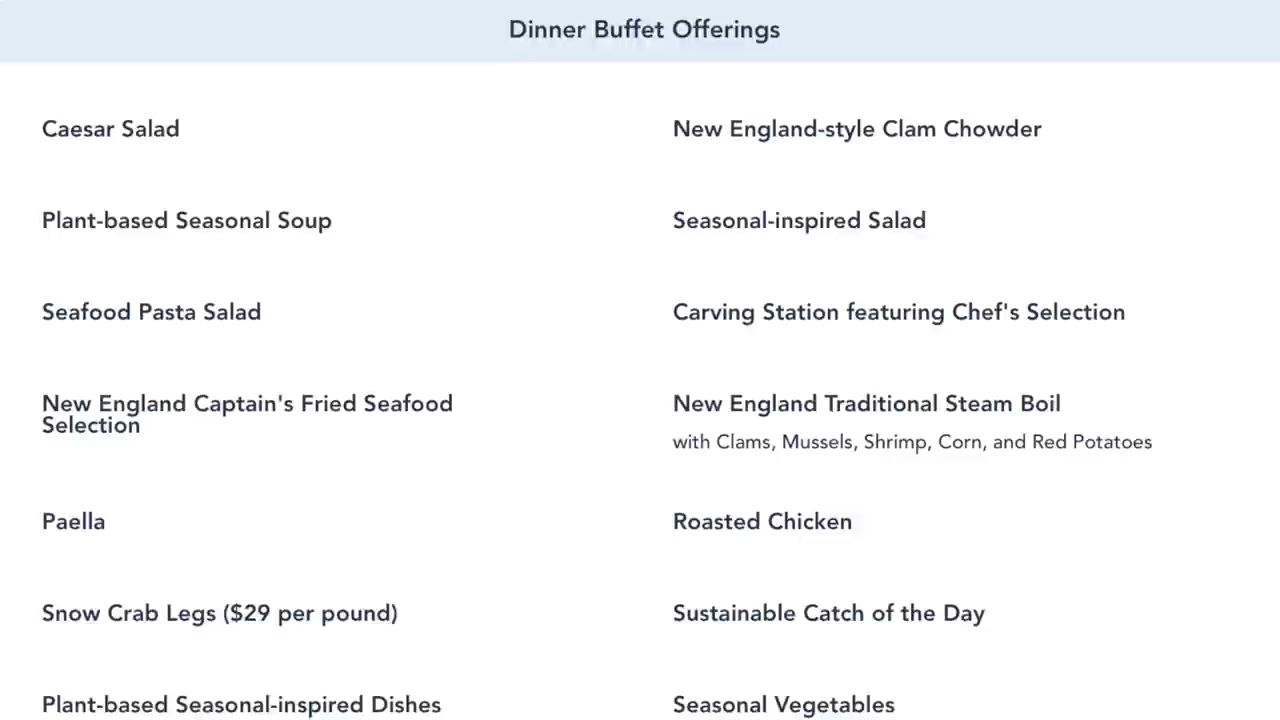 Dinner Buffet Offerings
Caesar Salad
New England-style Clam Chowder
Plant-based Seasonal Soup
Seasonal-inspired Salad
Seafood Pasta Salad
Carving Station featuring Chef's Selection
New England Captain's Fried Seafood
Selection
New England Traditional Steam Boil
with Clams, Mussels, Shrimp, Corn, and Red Potatoes
Paella
Roasted Chicken
Snow Crab Legs ($29 per pound)
Sustainable Catch of the Day
Plant-based Seasonal-inspired Dishes
Seasonal Vegetables